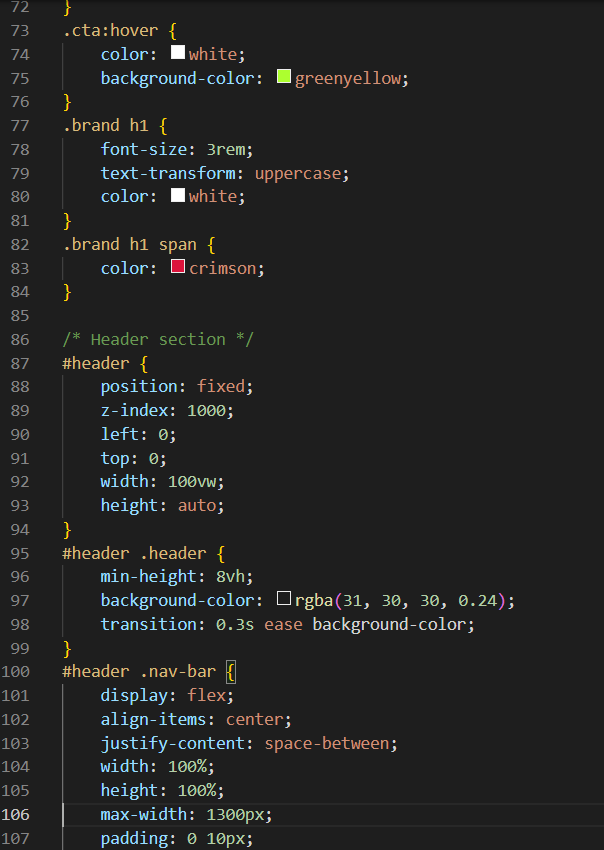 72 }
73 .cta:hover {
74     color: white;
75     background-color: greenyellow;
76 }
77 .brand h1 {
78     font-size: 3rem;
79     text-transform: uppercase;
80     color: white;
81 }
82 .brand h1 span {
83     color: crimson;
84 }
85
86 /* Header section */
87 #header {
88     position: fixed;
89     z-index: 1000;
90     left: 0;
91     top: 0;
92     width: 100vw;
93     height: auto;
94 }
95 #header .header {
96     min-height: 8vh;
97     background-color: rgba(31, 30, 30, 0.24);
98     transition: 0.3s ease background-color;
99 }
100 #header .nav-bar {
101     display: flex;
102     align-items: center;
103     justify-content: space-between;
104     width: 100%;
105     height: 100%;
106     max-width: 1300px;
107     padding: 0 10px;